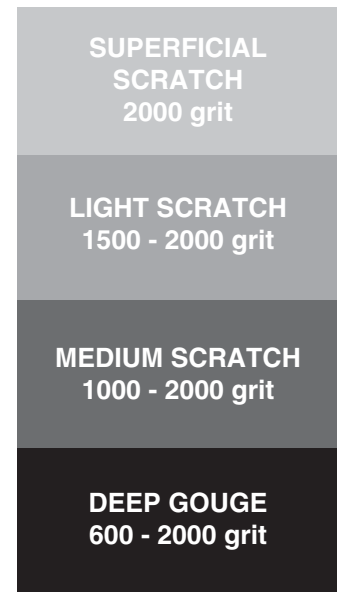 SUPERFICIAL
SCRATCH
2000 grit
LIGHT SCRATCH
1500 - 2000 grit
MEDIUM SCRATCH
1000 - 2000 grit
DEEP GOUGE
600 - 2000 grit